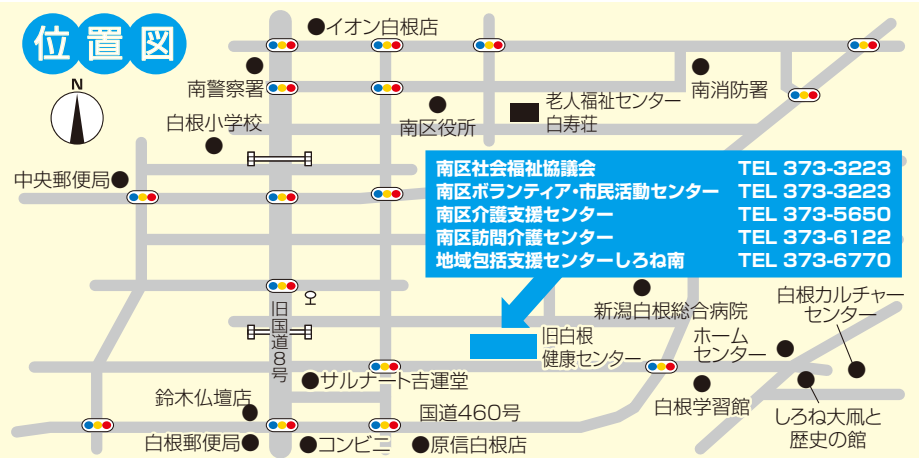 位置図
N
イオン白根店
南警察署
南消防署
老人福祉センター
白寿荘
南区役所
白根小学校
中央郵便局
南区社会福祉協議会 TEL 373-3223
南区ボランティア・市民活動センター TEL 373-3223
南区介護支援センター TEL 373-5650
南区訪問介護センター TEL 373-6122
地域包括支援センターしろね南 TEL 373-6770
新潟白根総合病院
白根カルチャー
センター
旧国道8号
旧白根
健康センター
ホーム
センター
サルナート吉運堂
白根学習館
しろね大凧と
歴史の館
鈴木仏壇店
国道460号
白根郵便局
コンビニ
原信白根店